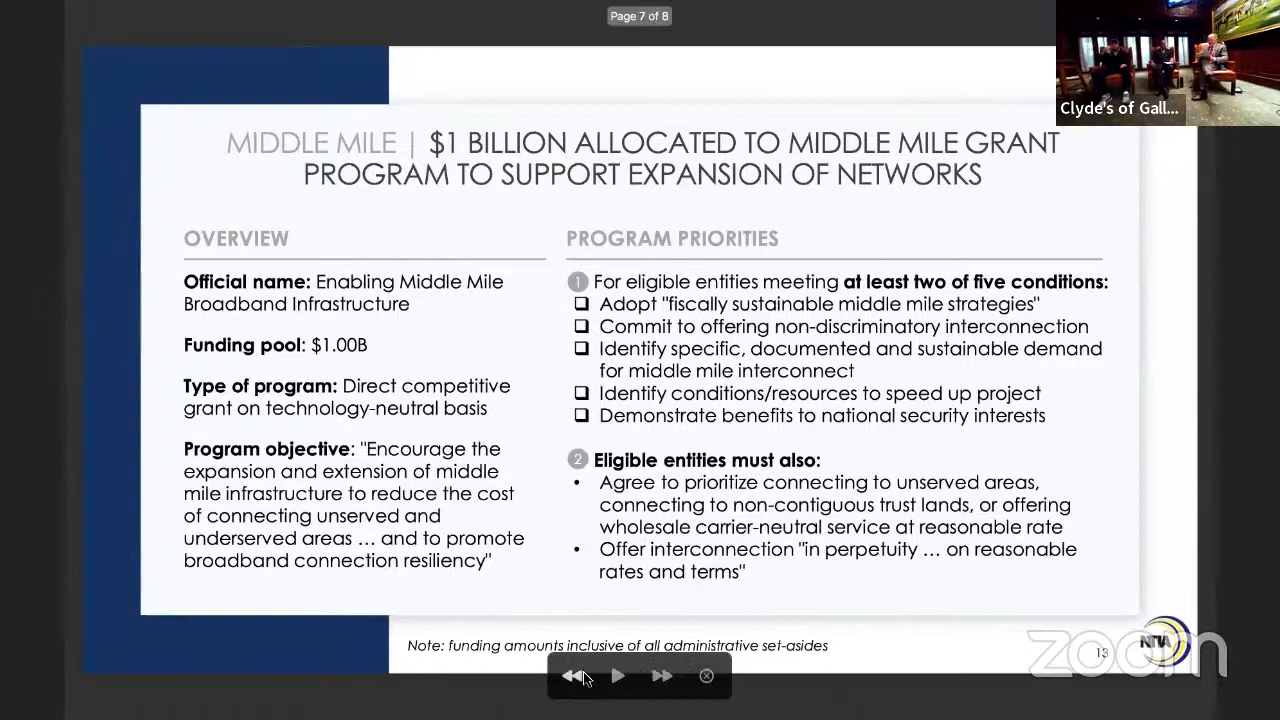 Page 7 of 8
Clyde's of Gall...
MIDDLE MILE | $1 BILLION ALLOCATED TO MIDDLE MILE GRANT
PROGRAM TO SUPPORT EXPANSION OF NETWORKS
OVERVIEW
Official name: Enabling Middle Mile
Broadband Infrastructure
Funding pool: $1.00B
Type of program: Direct competitive
grant on technology-neutral basis
Program objective: "Encourage the
expansion and extension of middle
mile infrastructure to reduce the cost
of connecting unserved and
underserved areas … and to promote
broadband connection resiliency"
PROGRAM PRIORITIES
1 For eligible entities meeting at least two of five conditions:
❑ Adopt "fiscally sustainable middle mile strategies"
❑ Commit to offering non-discriminatory interconnection
❑ Identify specific, documented and sustainable demand
for middle mile interconnect
❑ Identify conditions/resources to speed up project
❑ Demonstrate benefits to national security interests
2 Eligible entities must also:
• Agree to prioritize connecting to unserved areas,
connecting to non-contiguous trust lands, or offering
wholesale carrier-neutral service at reasonable rate
• Offer interconnection "in perpetuity … on reasonable
rates and terms"
Note: funding amounts inclusive of all administrative set-asides
13
NTIA
zoom